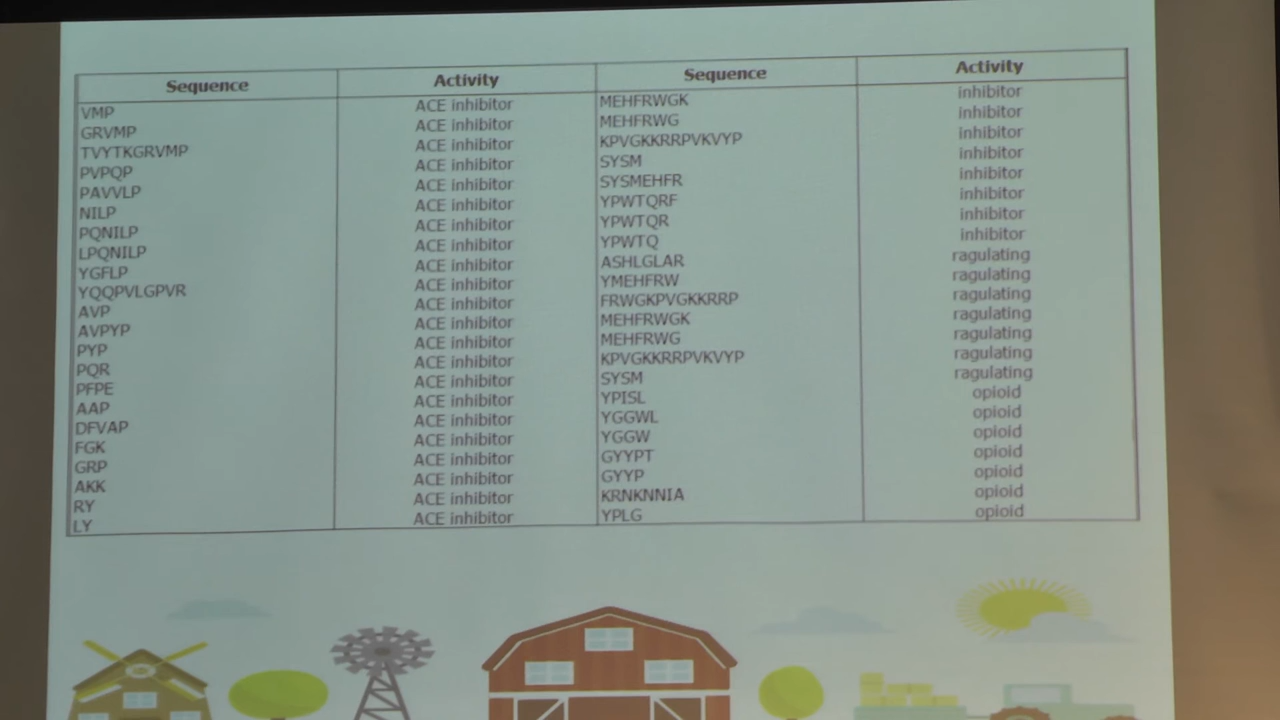 Sequence Activity Sequence Activity
VMP ACE inhibitor MEHFRWGK inhibitor
GRVMP ACE inhibitor MEHFRWG inhibitor
TVYTKGRVMP ACE inhibitor KPVGKKRRPVKVYP inhibitor
PVPQP ACE inhibitor SYSM inhibitor
PAVVLP ACE inhibitor SYSMEHFR inhibitor
NILP ACE inhibitor YPWTQRF inhibitor
PQNILP ACE inhibitor YPWTQR inhibitor
LPQNILP ACE inhibitor YPWTQ inhibitor
YGFLP ACE inhibitor ASHLGLAR ragulating
YQQPVLGPVR ACE inhibitor YMEHFRW ragulating
AVP ACE inhibitor FRWGKPVGKKRRP ragulating
AVPYP ACE inhibitor MEHFRWGK ragulating
PYP ACE inhibitor MEHFRWG ragulating
PQR ACE inhibitor KPVGKKRRPVKVYP ragulating
PFPE ACE inhibitor SYSM ragulating
AAP ACE inhibitor YPISL opioid
DFVAP ACE inhibitor YGGWL opioid
FGK ACE inhibitor YGGW opioid
GRP ACE inhibitor GYYPT opioid
AKK ACE inhibitor GYYP opioid
RY ACE inhibitor KRNKNNIA opioid
LY ACE inhibitor YPLG opioid